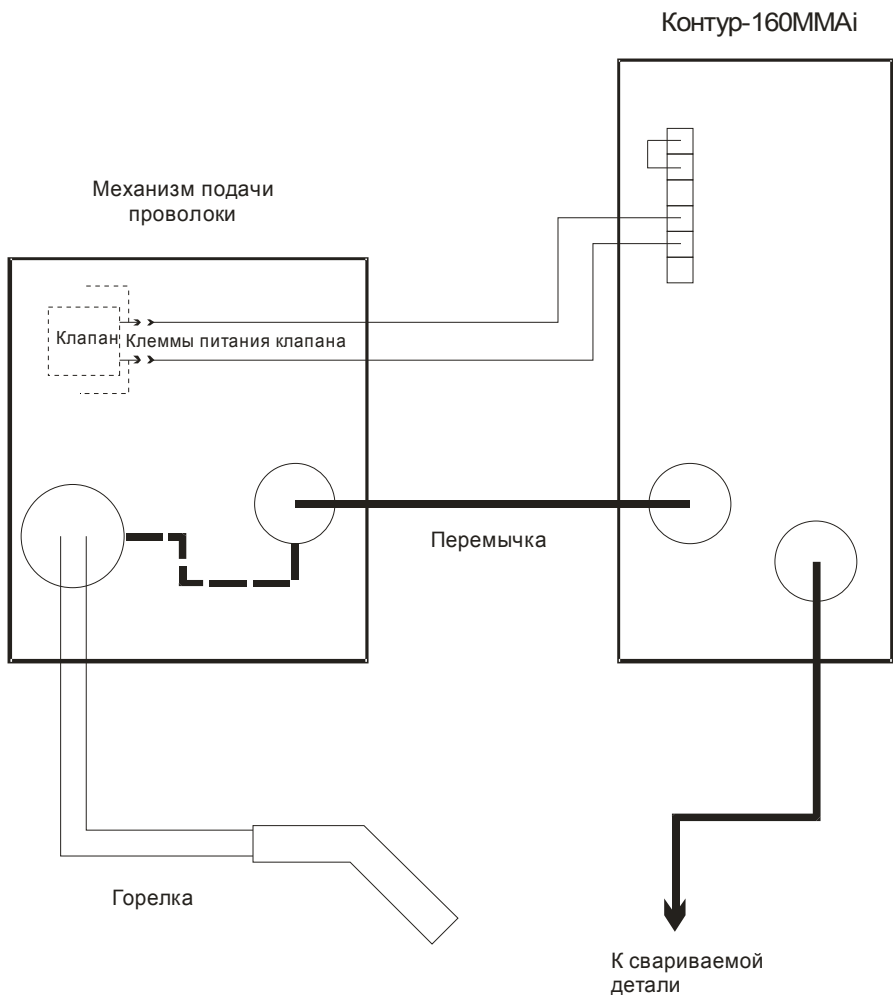 Контур-160MMAi
Механизм подачи
проволоки
Клапан
Клеммы питания клапана
Перемычка
Горелка
К свариваемой
детали